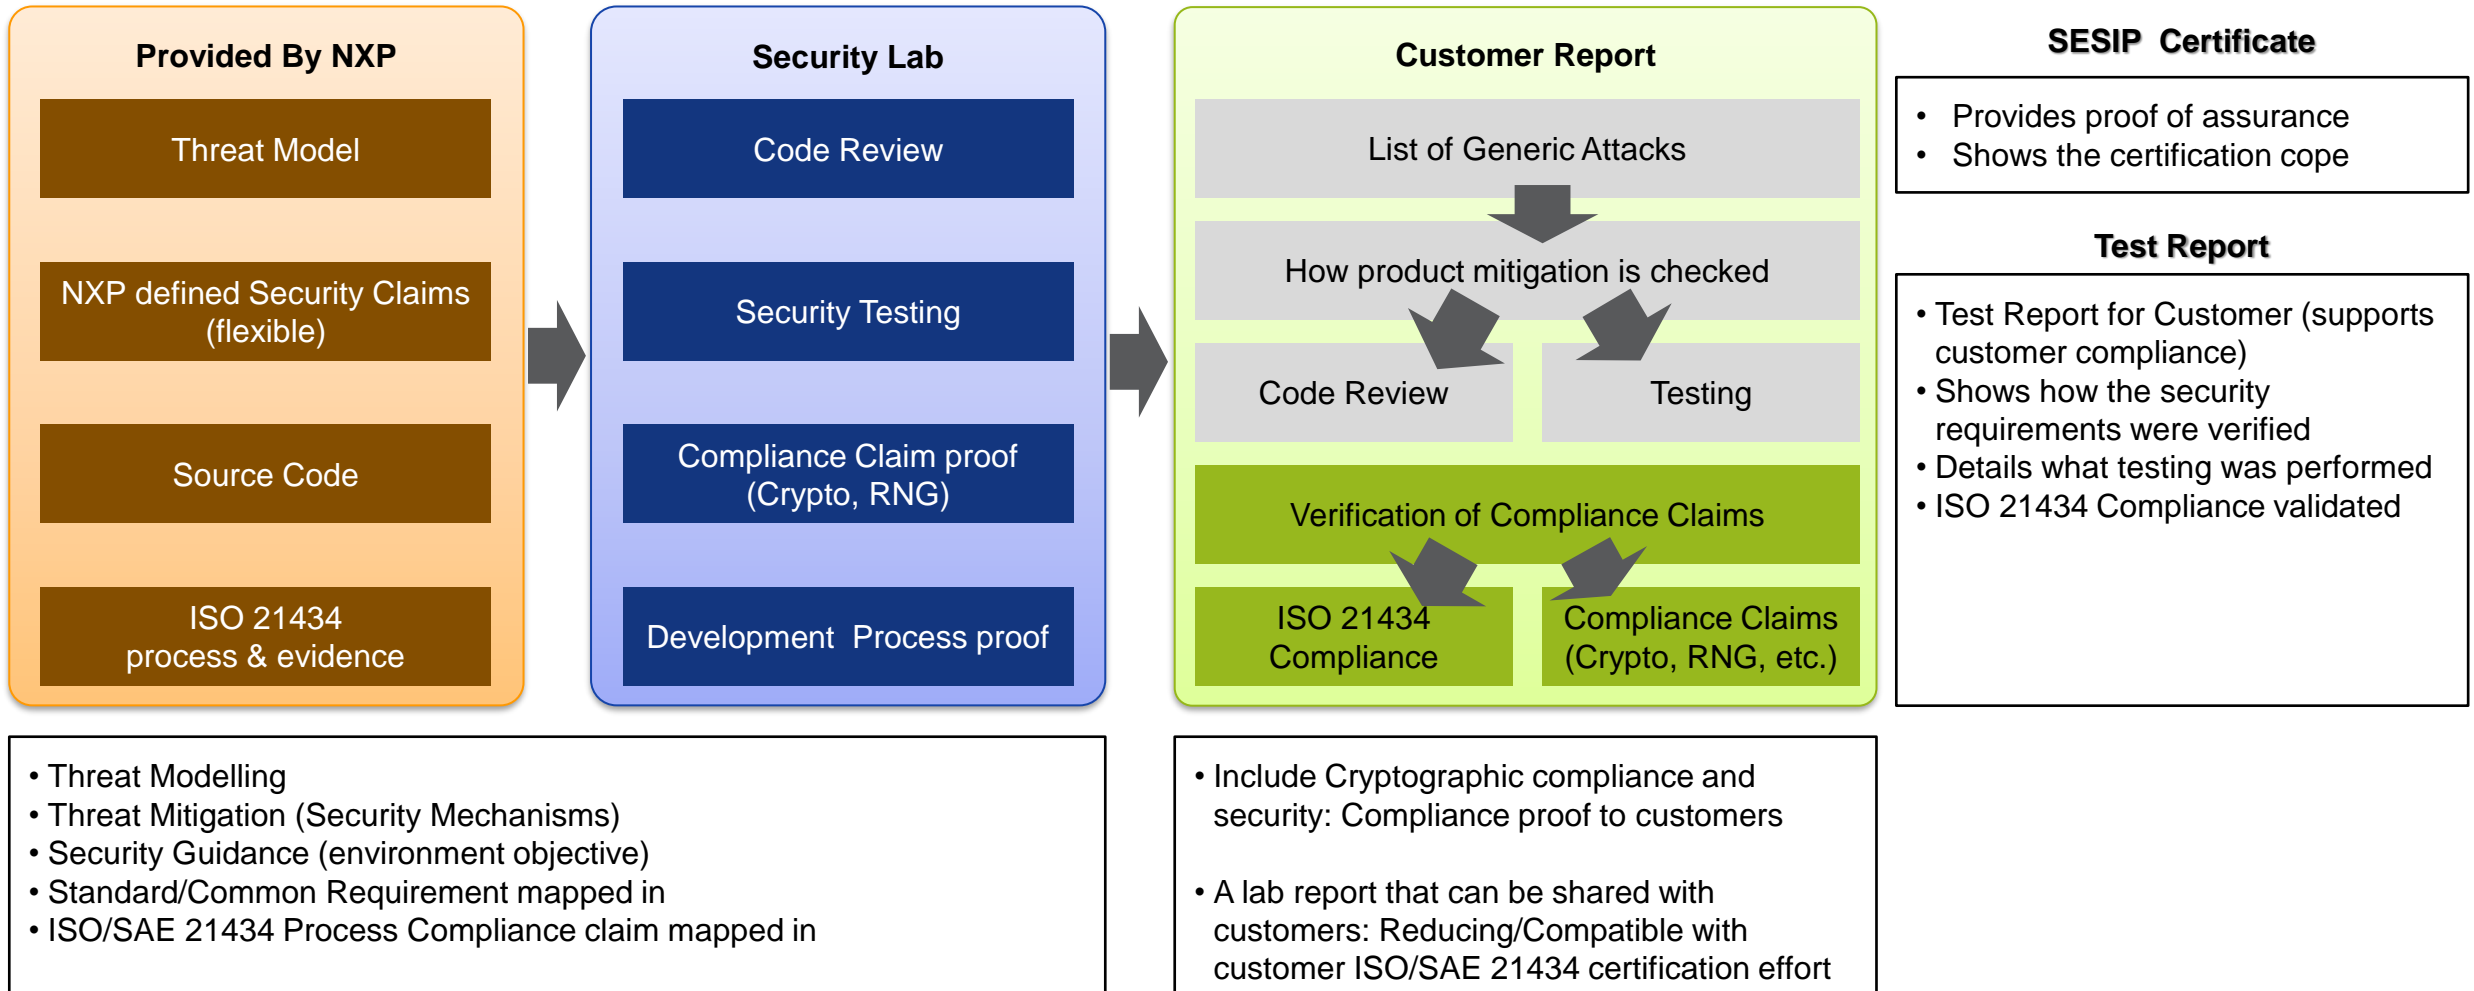 Provided By NXP
Threat Model
NXP defined Security Claims
(flexible)
Source Code
ISO 21434
process & evidence
Security Lab
Code Review
Security Testing
Compliance Claim proof
(Crypto, RNG)
Development Process proof
Customer Report
List of Generic Attacks
How product mitigation is checked
Code Review
Testing
Verification of Compliance Claims
ISO 21434
Compliance
Compliance Claims
(Crypto, RNG, etc.)
SESIP Certificate
• Provides proof of assurance
• Shows the certification cope
Test Report
• Test Report for Customer (supports
customer compliance)
• Shows how the security
requirements were verified
• Details what testing was performed
• ISO 21434 Compliance validated
• Threat Modelling
• Threat Mitigation (Security Mechanisms)
• Security Guidance (environment objective)
• Standard/Common Requirement mapped in
• ISO/SAE 21434 Process Compliance claim mapped in
• Include Cryptographic compliance and
security: Compliance proof to customers
• A lab report that can be shared with
customers: Reducing/Compatible with
customer ISO/SAE 21434 certification effort